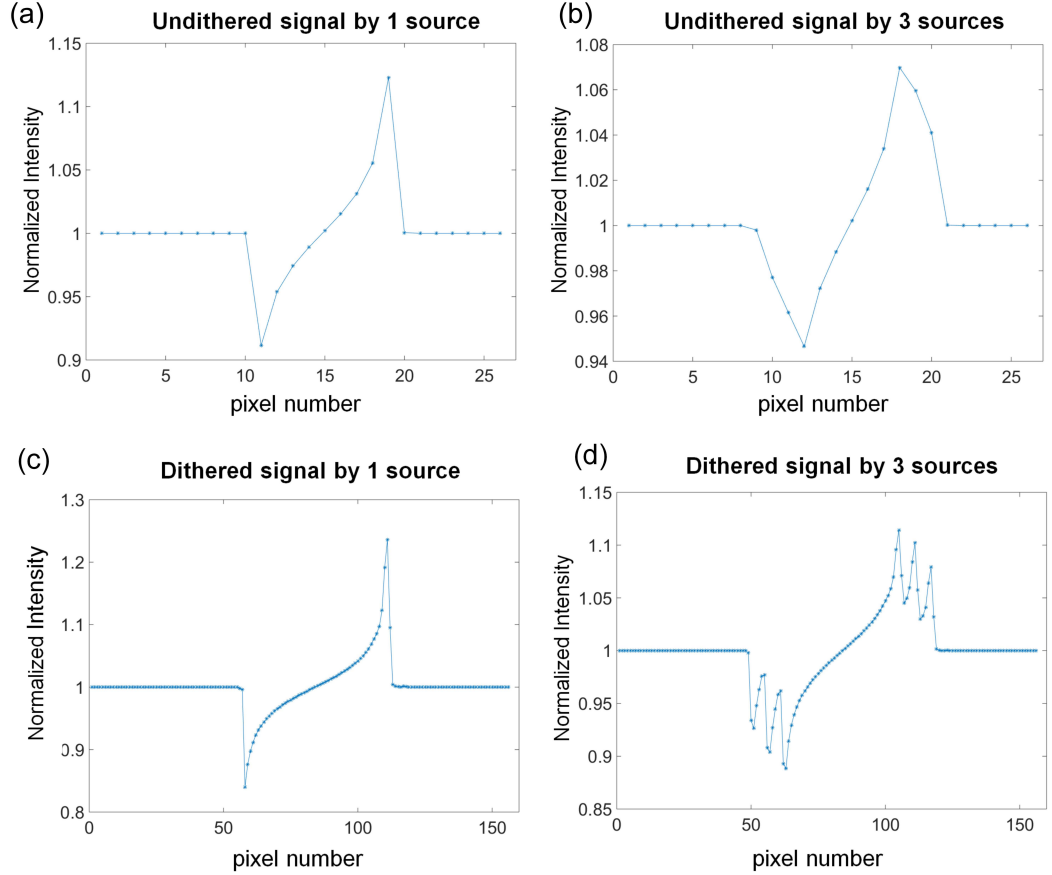 (a)
Undithered signal by 1 source
1.15
1.1
1.05
1
0.95
0.9
0 5 10 15 20 25
Normalized Intensity
pixel number
(b)
Undithered signal by 3 sources
1.08
1.06
1.04
1.02
1
0.98
0.96
0.94
0 5 10 15 20 25
Normalized Intensity
pixel number
(c)
Dithered signal by 1 source
1.3
1.2
1.1
1
0.9
0.8
0 50 100 150
Normalized Intensity
pixel number
(d)
Dithered signal by 3 sources
1.15
1.1
1.05
1
0.95
0.9
0.85
0 50 100 150
Normalized Intensity
pixel number